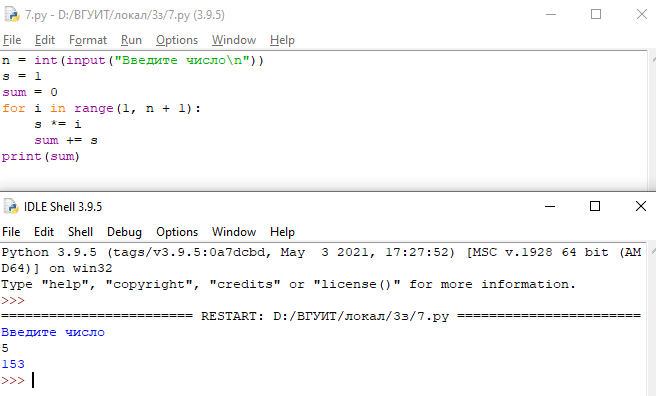 7.py - D:/ВГУИТ/локал/3з/7.py (3.9.5)
File Edit Format Run Options Window Help
n = int(input("Введите число\n"))
s = 1
sum = 0
for i in range(1, n + 1):
    s *= i
    sum += s
print(sum)
IDLE Shell 3.9.5
File Edit Shell Debug Options Window Help
Python 3.9.5 (tags/v3.9.5:0a7dcbd, May  3 2021, 17:27:52) [MSC v.1928 64 bit (AM
D64)] on win32
Type "help", "copyright", "credits" or "license()" for more information.
>>>
======================== RESTART: D:/ВГУИТ/локал/3з/7.py =======================
Введите число
5
153
>>>